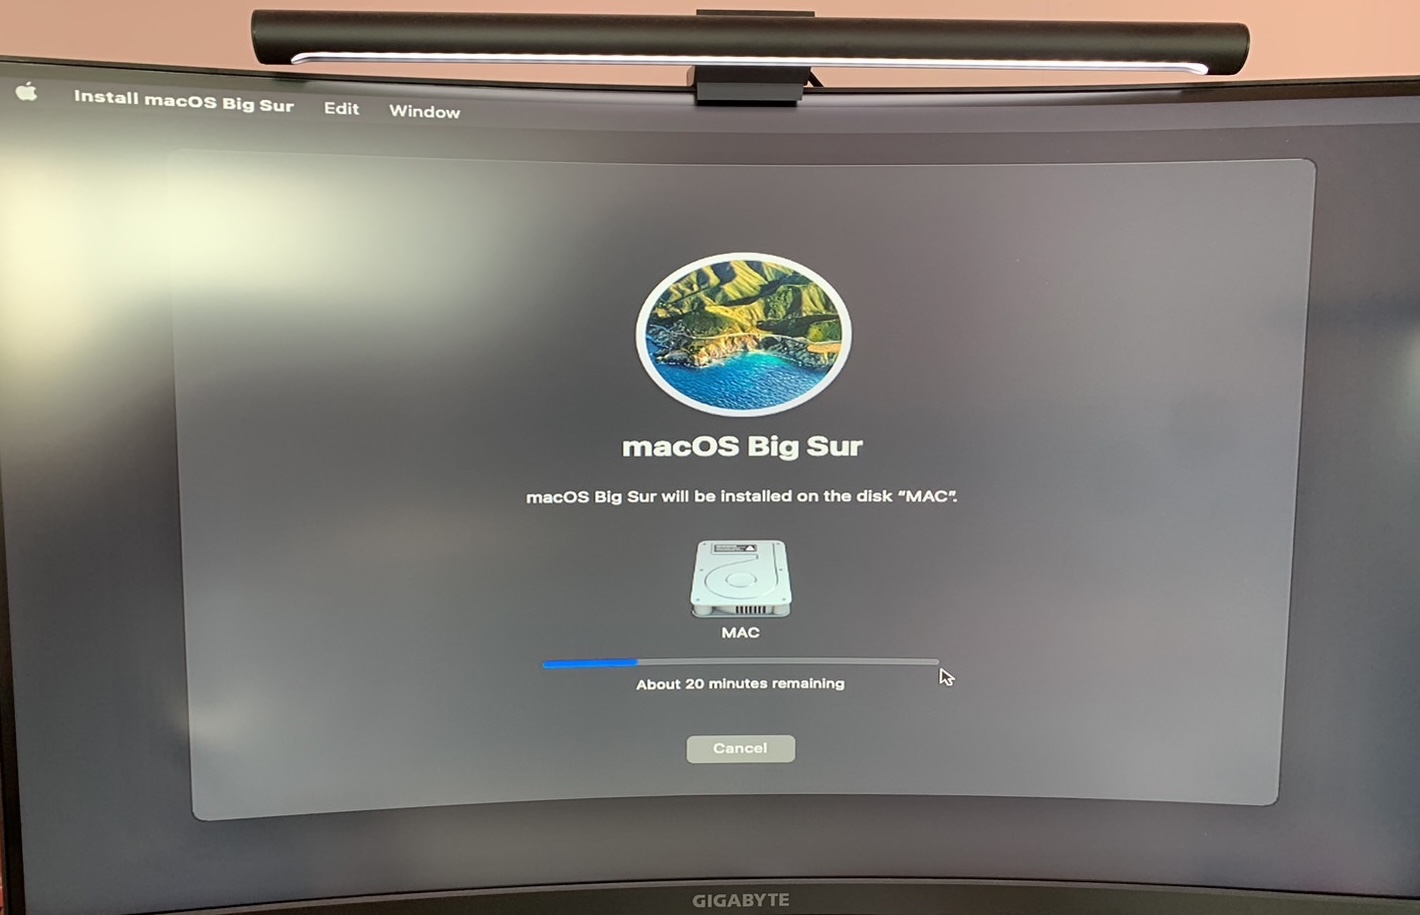 Install macOS Big Sur Edit Window
macOS Big Sur
macOS Big Sur will be installed on the disk “MAC”.
MAC
About 20 minutes remaining
Cancel
GIGABYTE